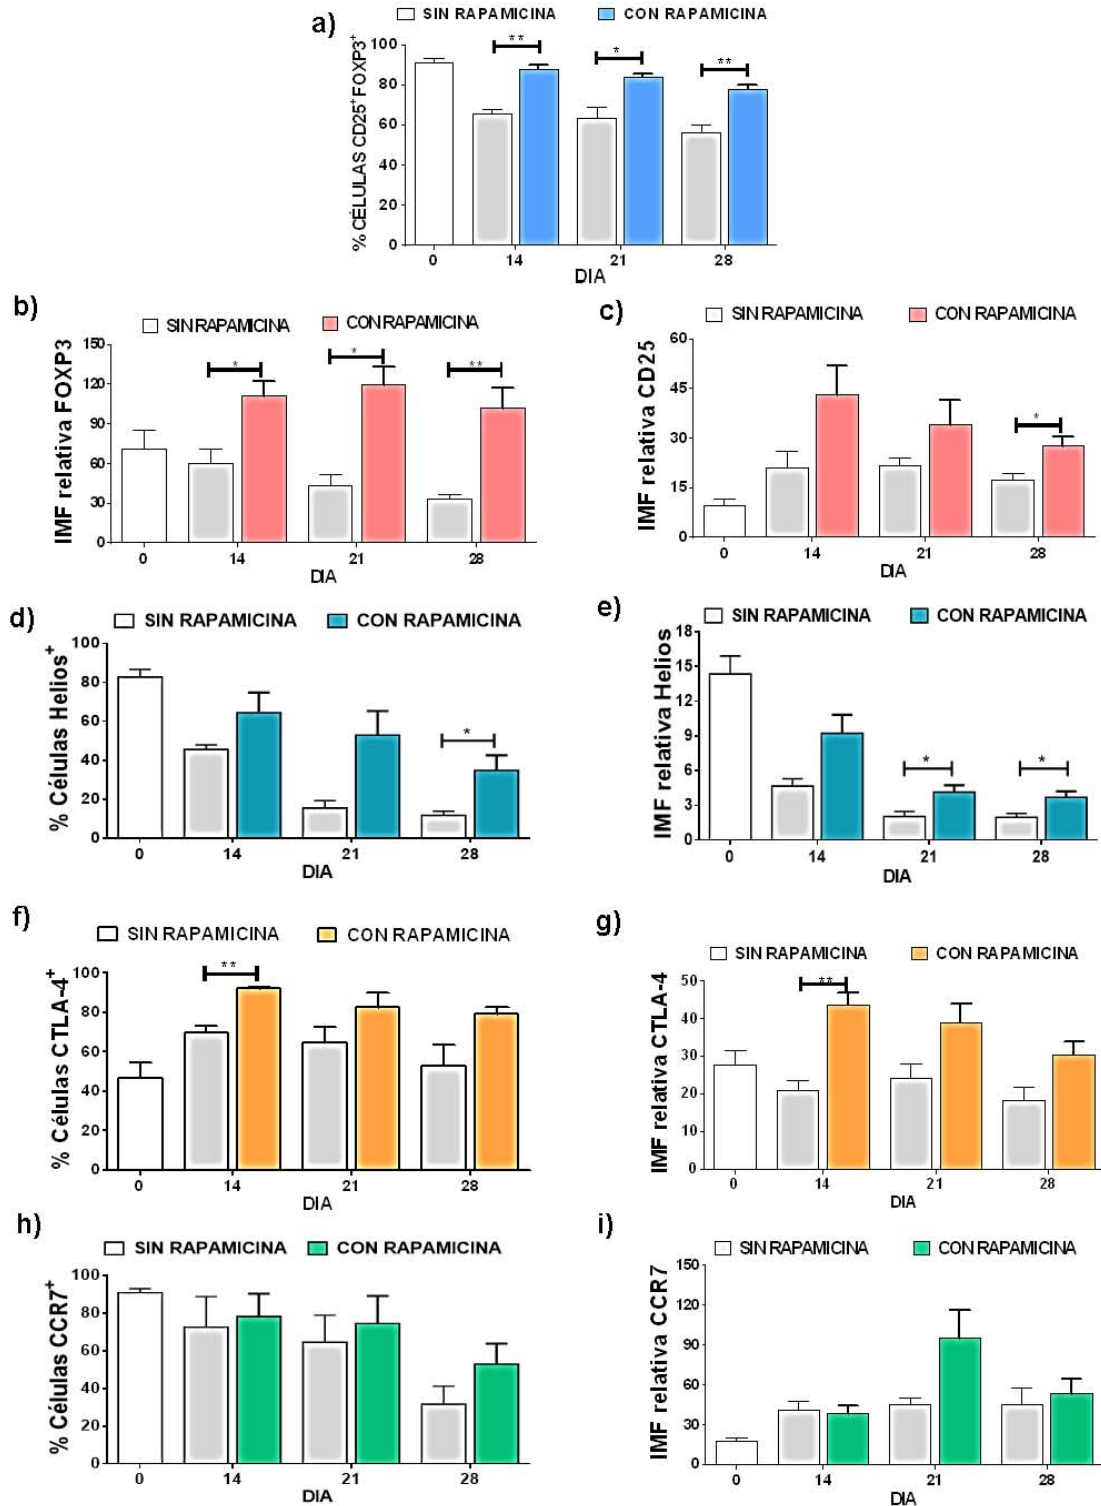 a)
SIN RAPAMICINA CON RAPAMICINA
% CÉLULAS CD25+ FOXP3+
100
80
60
40
20
0
** * **
0 14 21 28
DIA
b)
SIN RAPAMICINA CON RAPAMICINA
IMF relativa FOXP3
150
120
90
60
30
0
* * **
0 14 21 28
DIA
c)
SIN RAPAMICINA CON RAPAMICINA
IMF relativa CD25
60
45
30
15
0
*
0 14 21 28
DIA
d)
SIN RAPAMICINA CON RAPAMICINA
% Células Helios+
100
80
60
40
20
0
*
0 14 21 28
DIA
e)
SIN RAPAMICINA CON RAPAMICINA
IMF relativa Helios
18
15
12
9
6
3
0
* *
0 14 21 28
DIA
f)
SIN RAPAMICINA CON RAPAMICINA
% Células CTLA-4+
100
80
60
40
20
0
**
0 14 21 28
DIA
g)
SIN RAPAMICINA CON RAPAMICINA
IMF relativa CTLA-4
50
40
30
20
10
0
**
0 14 21 28
DIA
h)
SIN RAPAMICINA CON RAPAMICINA
% Células CCR7+
100
80
60
40
20
0
0 14 21 28
DIA
i)
SIN RAPAMICINA CON RAPAMICINA
IMF relativa CCR7
150
120
90
60
30
0
0 14 21 28
DIA